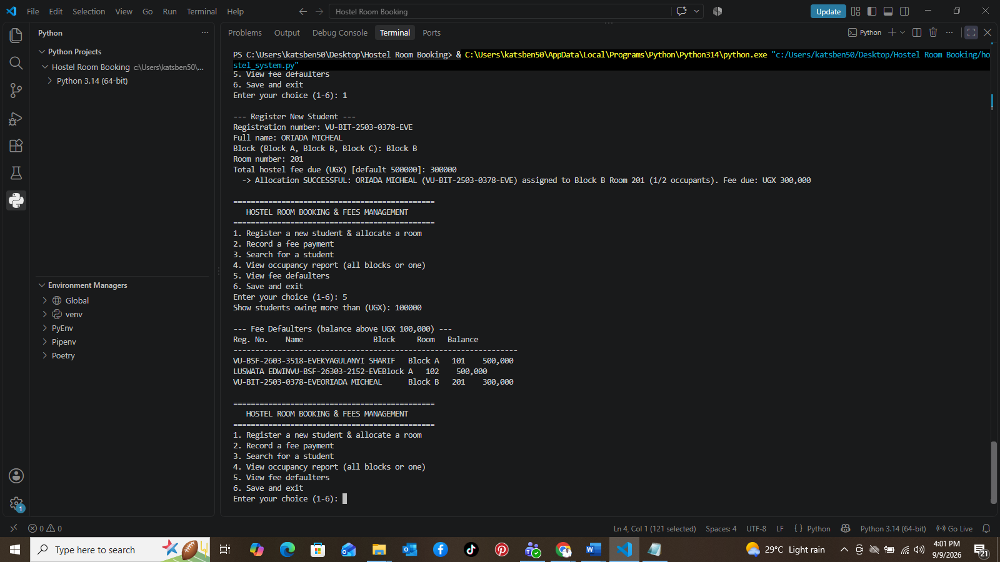 File Edit Selection View Go Run Terminal Help
Hostel Room Booking
Update
Python
Problems Output Debug Console Terminal Ports
Python
Python Projects
Hostel Room Booking c:\Users\katsben50\...
Python 3.14 (64-bit)
Environment Managers
Global
venv
PyEnv
Pipenv
Poetry
1
PS C:\Users\katsben50\Desktop\Hostel Room Booking> & C:\Users\katsben50\AppData\Local\Programs\Python\Python314\python.exe "c:/Users/katsben50/Desktop/Hostel Room Booking/ho
stel_system.py"
5. View fee defaulters
6. Save and exit
Enter your choice (1-6): 1
--- Register New Student ---
Registration number: VU-BIT-2503-0378-EVE
Full name: ORIADA MICHEAL
Block (Block A, Block B, Block C): Block B
Room number: 201
Total hostel fee due (UGX) [default 500000]: 300000
-> Allocation SUCCESSFUL: ORIADA MICHEAL (VU-BIT-2503-0378-EVE) assigned to Block B Room 201 (1/2 occupants). Fee due: UGX 300,000
==============================================
HOSTEL ROOM BOOKING & FEES MANAGEMENT
==============================================
1. Register a new student & allocate a room
2. Record a fee payment
3. Search for a student
4. View occupancy report (all blocks or one)
5. View fee defaulters
6. Save and exit
Enter your choice (1-6): 5
Show students owing more than (UGX): 100000
--- Fee Defaulters (balance above UGX 100,000) ---
Reg. No. Name Block Room Balance
-----------------------------------------------------------------
VU-BSF-2603-3518-EVEKYAGULANYI SHARIF Block A 101 500,000
LUSWATA EDWINVU-BSF-26303-2152-EVEBlock A 102 500,000
VU-BIT-2503-0378-EVEORIADA MICHEAL Block B 201 300,000
==============================================
HOSTEL ROOM BOOKING & FEES MANAGEMENT
==============================================
1. Register a new student & allocate a room
2. Record a fee payment
3. Search for a student
4. View occupancy report (all blocks or one)
5. View fee defaulters
6. Save and exit
Enter your choice (1-6):
0 0
Ln 4, Col 1 (121 selected) Spaces: 4 UTF-8 LF { } Python Python 3.14 (64-bit) Go Live
Type here to search
29°C Light rain
4:01 PM
9/9/2026
21